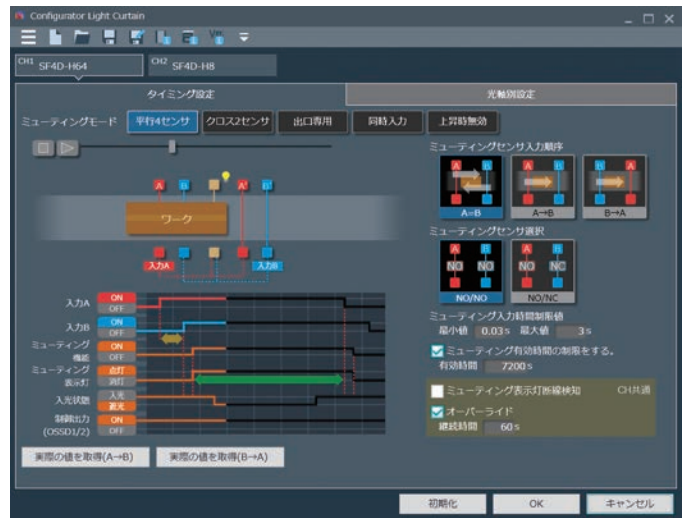 Configurator Light Curtain
CH1 SF4D-H64
CH2 SF4D-H8
タイミング設定
光軸別設定
ミューティングモード
平行4センサ
クロス2センサ
出口専用
同時入力
上昇時無効
ミューティングセンサ入力順序
A B
A=B
A B
A→B
B A
B→A
A B A' B'
ワーク
入力A
入力B
ミューティングセンサ選択
A B
NO NO
NO/NO
A B
NO NC
NO/NC
ミューティング入力時間制限値
最小値 0.03 s 最大値 3 s
ミューティング有効時間の制限をする。
有効時間 7200 s
ミューティング表示灯断線検知 CH共通
オーバーライド
継続時間 60 s
入力A ON
OFF
入力B ON
OFF
ミューティング機能 ON
OFF
ミューティング表示灯 点灯
消灯
入光状態 入光
遮光
制御出力 ON
(OSSD1/2) OFF
実際の値を取得(A→B)
実際の値を取得(B→A)
初期化
OK
キャンセル